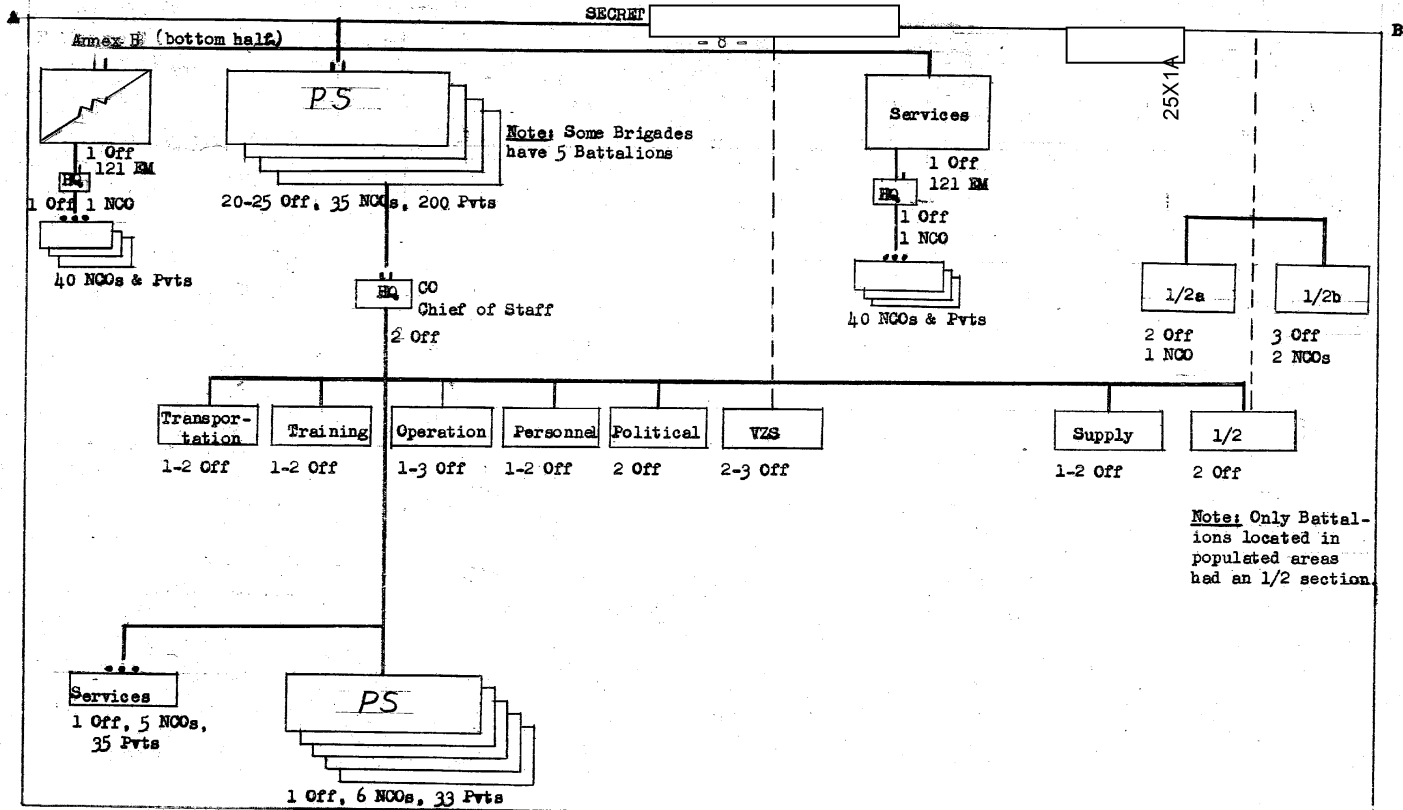 A
SECRET
B
Annex B (bottom half)
- 8 -
25X1A
PS
Services
Note: Some Brigades
have 5 Battalions
1 Off
121 EM
HQ
1 Off 1 NCO
40 NCOs & Pvts
20-25 Off, 35 NCOs, 200 Pvts
1 Off
121 EM
HQ
1 Off
1 NCO
40 NCOs & Pvts
HQ
CO
Chief of Staff
2 Off
1/2a
1/2b
2 Off
1 NCO
3 Off
2 NCOs
Transpor-
tation
Training
Operation
Personnel
Political
VZS
Supply
1/2
1-2 Off
1-2 Off
1-3 Off
1-2 Off
2 Off
2-3 Off
1-2 Off
2 Off
Note: Only Battal-
ions located in
populated areas
had an 1/2 section.
Services
1 Off, 5 NCOs,
35 Pvts
PS
1 Off, 6 NCOs, 33 Pvts